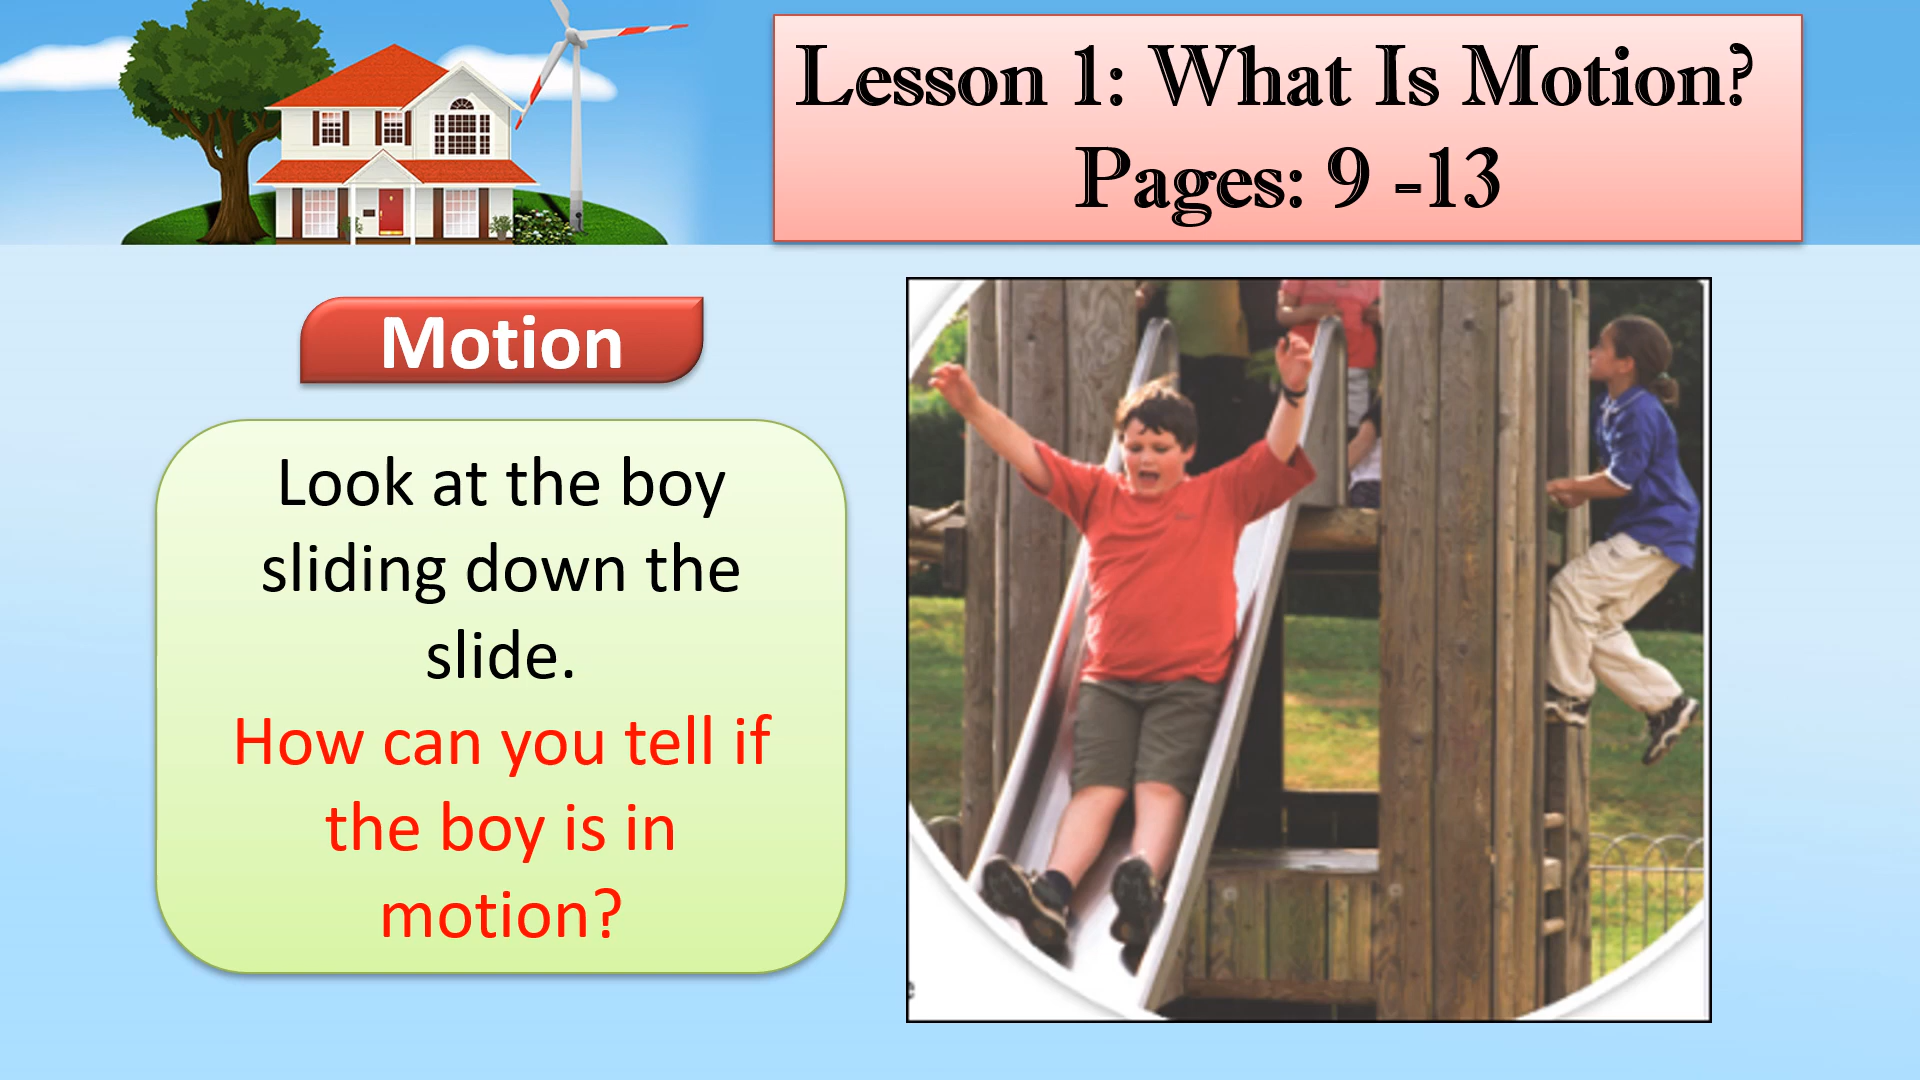 Lesson 1: What Is Motion?
Pages: 9 -13
Motion
Look at the boy
sliding down the
slide.
How can you tell if
the boy is in
motion?